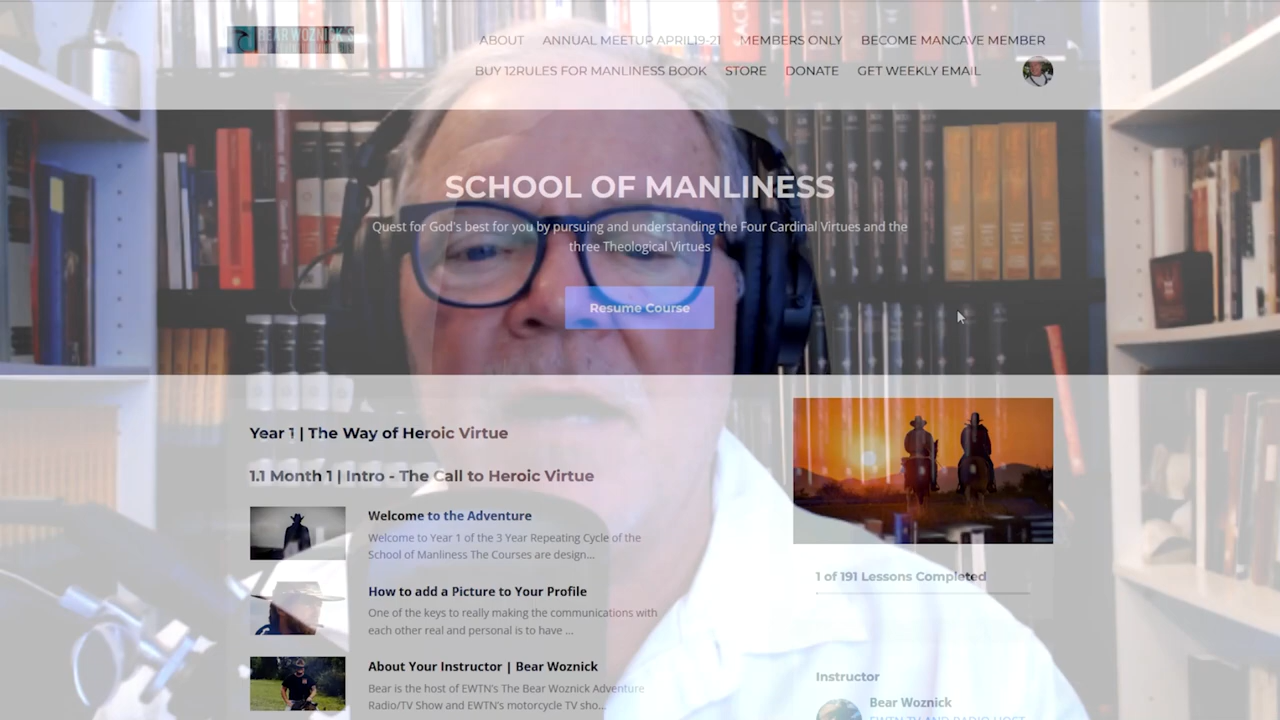 BEAR WOZNICK'S
ABOUT ANNUAL MEETUP APRIL19-21 MEMBERS ONLY BECOME MANCAVE MEMBER
BUY 12RULES FOR MANLINESS BOOK STORE DONATE GET WEEKLY EMAIL
SCHOOL OF MANLINESS
Quest for God's best for you by pursuing and understanding the Four Cardinal Virtues and the
three Theological Virtues
Resume Course
Year 1 | The Way of Heroic Virtue
1.1 Month 1 | Intro - The Call to Heroic Virtue
Welcome to the Adventure
Welcome to Year 1 of the 3 Year Repeating Cycle of the
School of Manliness The Courses are design...
How to add a Picture to Your Profile
One of the keys to really making the communications with
each other real and personal is to have ...
About Your Instructor | Bear Woznick
Bear is the host of EWTN's The Bear Woznick Adventure
Radio/TV Show and EWTN's motorcycle TV sho...
1 of 191 Lessons Completed
Instructor
Bear Woznick
EWTN TV AND RADIO HOST